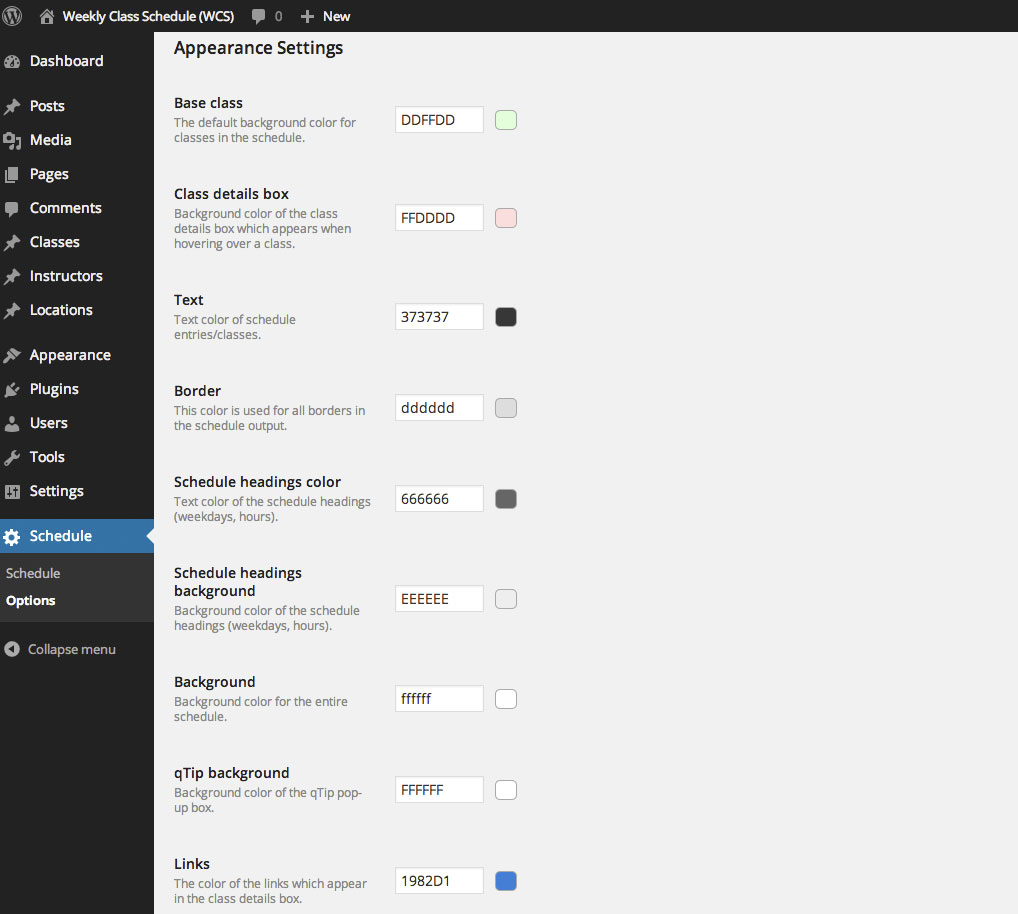 Weekly Class Schedule (WCS) 0 New
Dashboard
Posts
Media
Pages
Comments
Classes
Instructors
Locations
Appearance
Plugins
Users
Tools
Settings
Schedule
Schedule
Options
Collapse menu
Appearance Settings
Base class
The default background color for
classes in the schedule.
DDFFDD
Class details box
Background color of the class
details box which appears when
hovering over a class.
FFDDDD
Text
Text color of schedule
entries/classes.
373737
Border
This color is used for all borders in
the schedule output.
dddddd
Schedule headings color
Text color of the schedule headings
(weekdays, hours).
666666
Schedule headings
background
Background color of the schedule
headings (weekdays, hours).
EEEEEE
Background
Background color for the entire
schedule.
ffffff
qTip background
Background color of the qTip pop-
up box.
FFFFFF
Links
The color of the links which appear
in the class details box.
1982D1